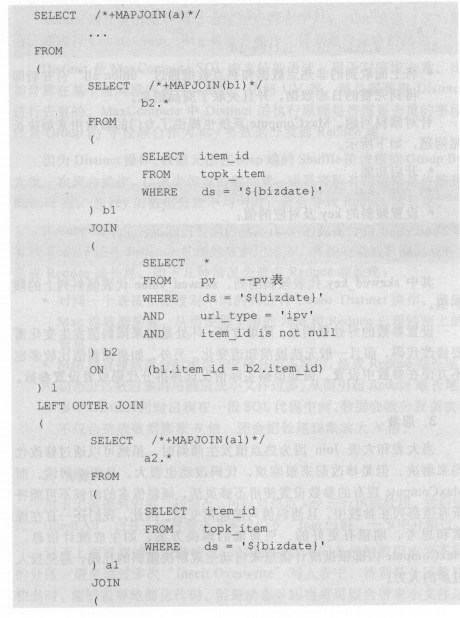 SELECT /*+MAPJOIN(a)*/
...
FROM
(
SELECT /*+MAPJOIN(b1)*/
b2.*
FROM
(
SELECT item_id
FROM topk_item
WHERE ds = '${bizdate}'
) b1
JOIN
(
SELECT *
FROM pv --pv表
WHERE ds = '${bizdate}'
AND url_type = 'ipv'
AND item_id is not null
) b2
ON (b1.item_id = b2.item_id)
) l
LEFT OUTER JOIN
(
SELECT /*+MAPJOIN(a1)*/
a2.*
FROM
(
SELECT item_id
FROM topk_item
WHERE ds = '${bizdate}'
) a1
JOIN
(